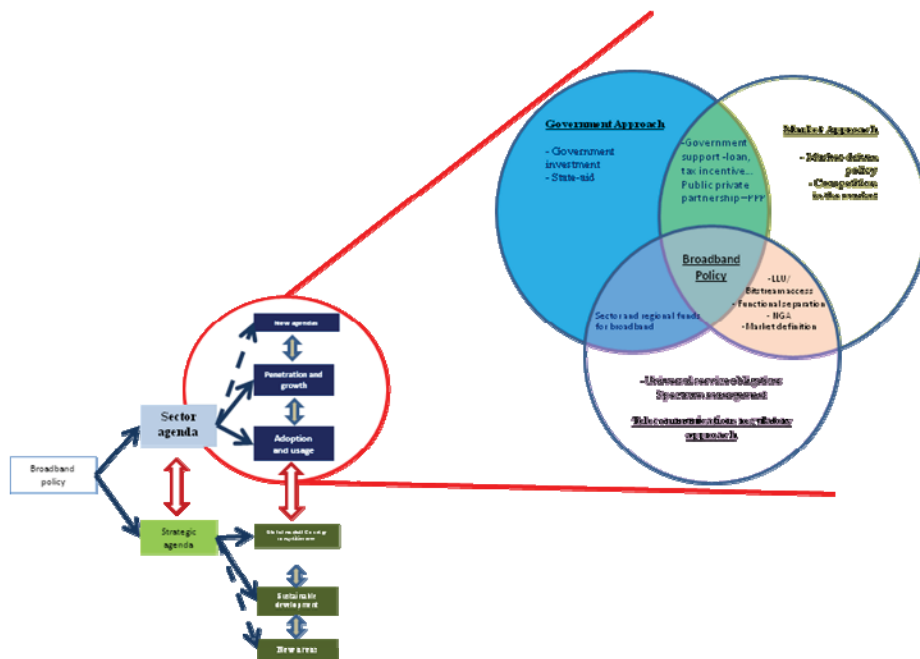 Government Approach
- Government
investment
- State-aid
-Government
support -loan,
tax incentive...
Public private
partnership–PPP
Market Approach
- Market-driven
policy
- Competition
in the market
Broadband
Policy
- LLU/
Bitstream access
- Functional separation
- NGA
- Market definition
Sector and regional funds
for broadband
- Universal service obligations
Spectrum management
Telecommunications regulatory
approach
New agendas
Penetration and
growth
Adoption
and usage
Sector
agenda
Broadband
policy
Strategic
agenda
Sustainable
development
New areas